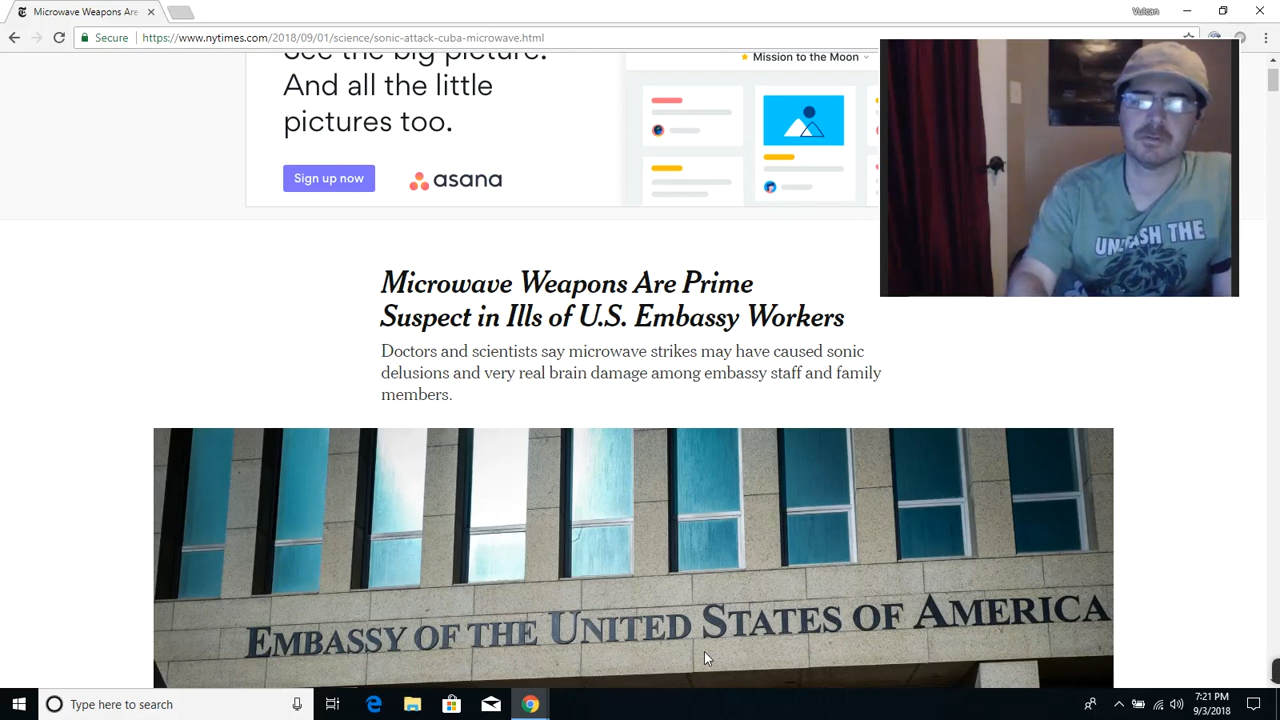 Microwave Weapons Are
Vulcan
Secure
https://www.nytimes.com/2018/09/01/science/sonic-attack-cuba-microwave.html
See the big picture.
And all the little
pictures too.
Sign up now
asana
Mission to the Moon
UNLEASH THE
Microwave Weapons Are Prime
Suspect in Ills of U.S. Embassy Workers
Doctors and scientists say microwave strikes may have caused sonic
delusions and very real brain damage among embassy staff and family
members.
EMBASSY OF THE UNITED STATES OF AMERICA
Type here to search
7:21 PM
9/3/2018